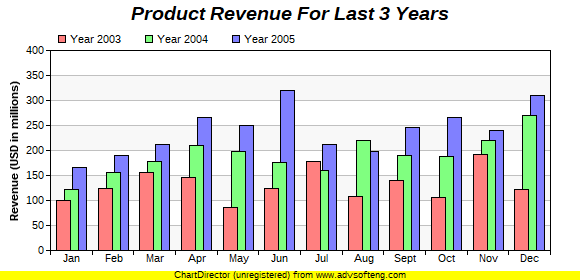 Product Revenue For Last 3 Years
Year 2003 Year 2004 Year 2005
Revenue (USD in millions)
400
350
300
250
200
150
100
50
0
Jan Feb Mar Apr May Jun Jul Aug Sept Oct Nov Dec
ChartDirector (unregistered) from www.advsofteng.com